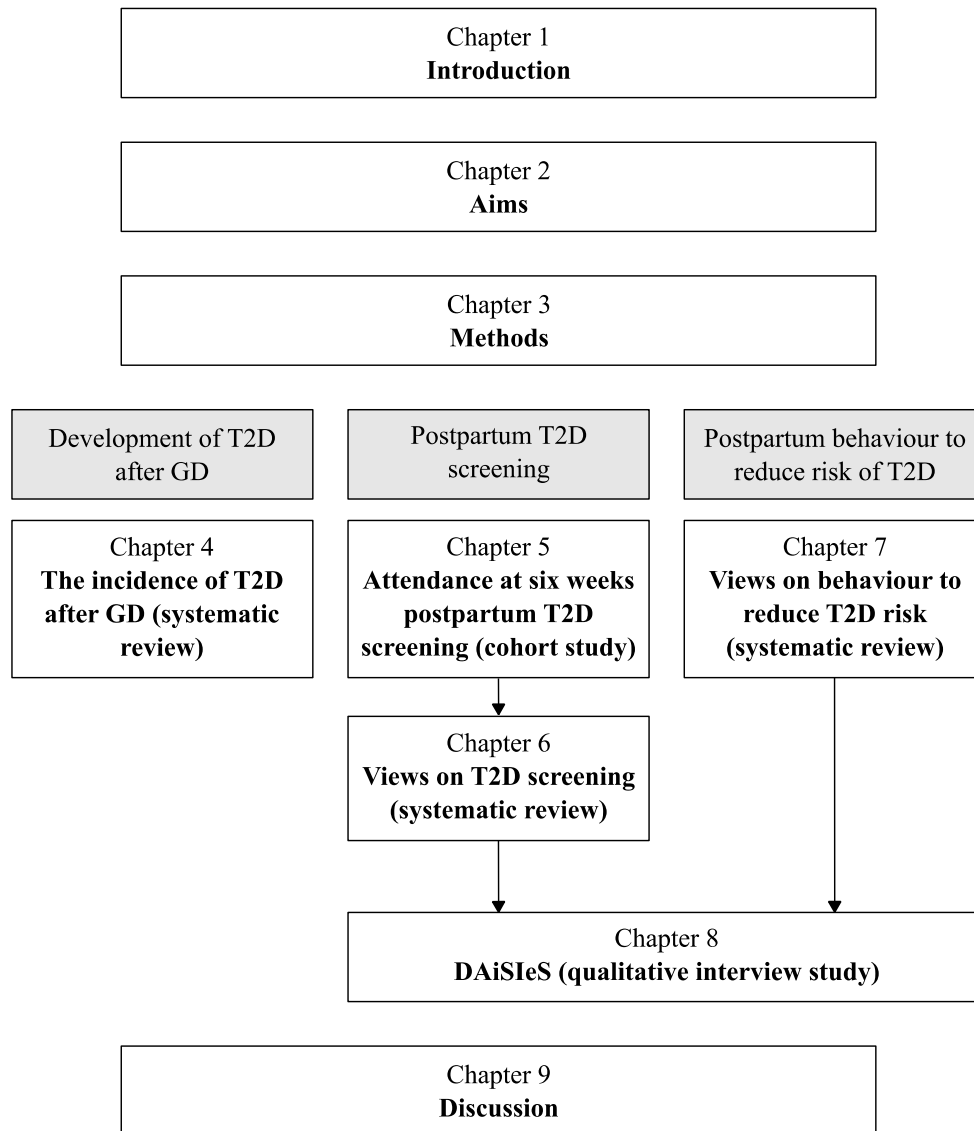 Chapter 1
Introduction
Chapter 2
Aims
Chapter 3
Methods
Development of T2D
after GD
Postpartum T2D
screening
Postpartum behaviour to
reduce risk of T2D
Chapter 4
The incidence of T2D
after GD (systematic
review)
Chapter 5
Attendance at six weeks
postpartum T2D
screening (cohort study)
Chapter 7
Views on behaviour to
reduce T2D risk
(systematic review)
Chapter 6
Views on T2D screening
(systematic review)
Chapter 8
DAiSIeS (qualitative interview study)
Chapter 9
Discussion